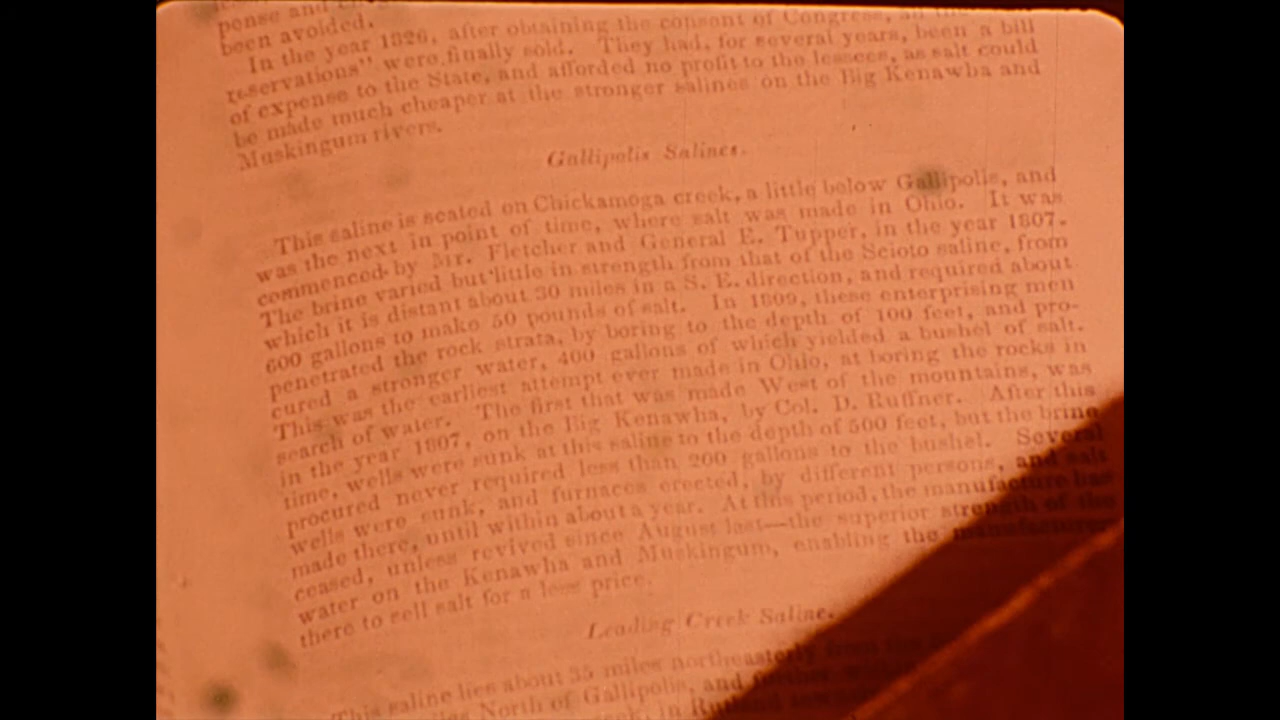 pense and
been avoided.
In the year 1826, after obtaining the consent of Congress,
reservations" were finally sold. They had, for several years, been a bill
of expense to the State, and afforded no profit to the leasees, as salt could
be made much cheaper at the stronger salines on the Big Kenawha and
Muskingum rivers.
Gallipolis Salines.
This saline is seated on Chickamoga creek, a little below Gallipolis, and
was the next in point of time, where salt was made in Ohio. It was
commenced by Mr. Fletcher and General E. Tupper, in the year 1807.
The brine varied but little in strength from that of the Scioto saline, from
which it is distant about 30 miles in a S. E. direction, and required about
600 gallons to make 50 pounds of salt. In 1809, these enterprising men
penetrated the rock strata, by boring to the depth of 100 feet, and pro-
cured a stronger water, 400 gallons of which yielded a bushel of salt.
This was the earliest attempt ever made in Ohio, at boring the rocks in
search of water. The first that was made West of the mountains, was
in the year 1807, on the Big Kenawha, by Col. D. Ruffner. After this
time, wells were sunk at this saline to the depth of 500 feet, but the brine
procured never required less than 200 gallons to the bushel. Several
wells were sunk, and furnaces erected, by different persons, and salt
made there, until within about a year. At this period, the manufacture has
ceased, unless revived since August last—the superior strength of the
water on the Kenawha and Muskingum, enabling the manufacturers
there to sell salt for a less price.
Leading Creek Saline.
This saline lies about 35 miles northeasterly from
North of Gallipolis, and
in Rutland